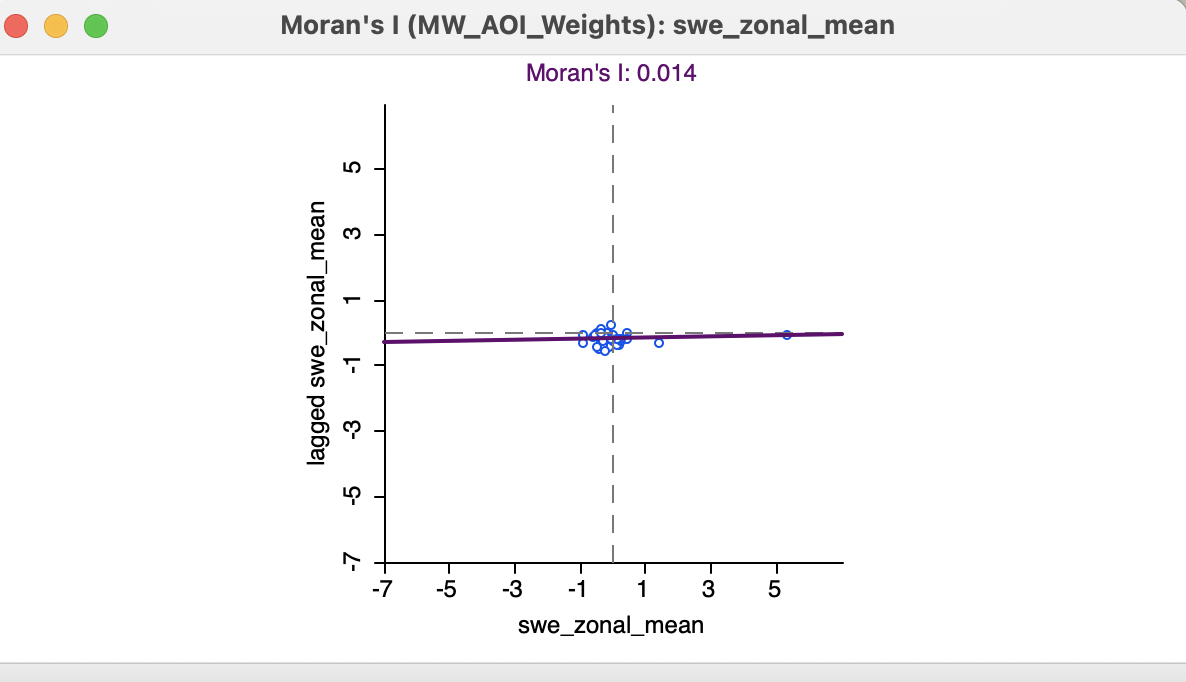 Moran's I (MW_AOI_Weights): swe_zonal_mean
Moran's I: 0.014
5
3
1
-1
-3
-5
-7
lagged swe_zonal_mean
-7 -5 -3 -1 1 3 5
swe_zonal_mean